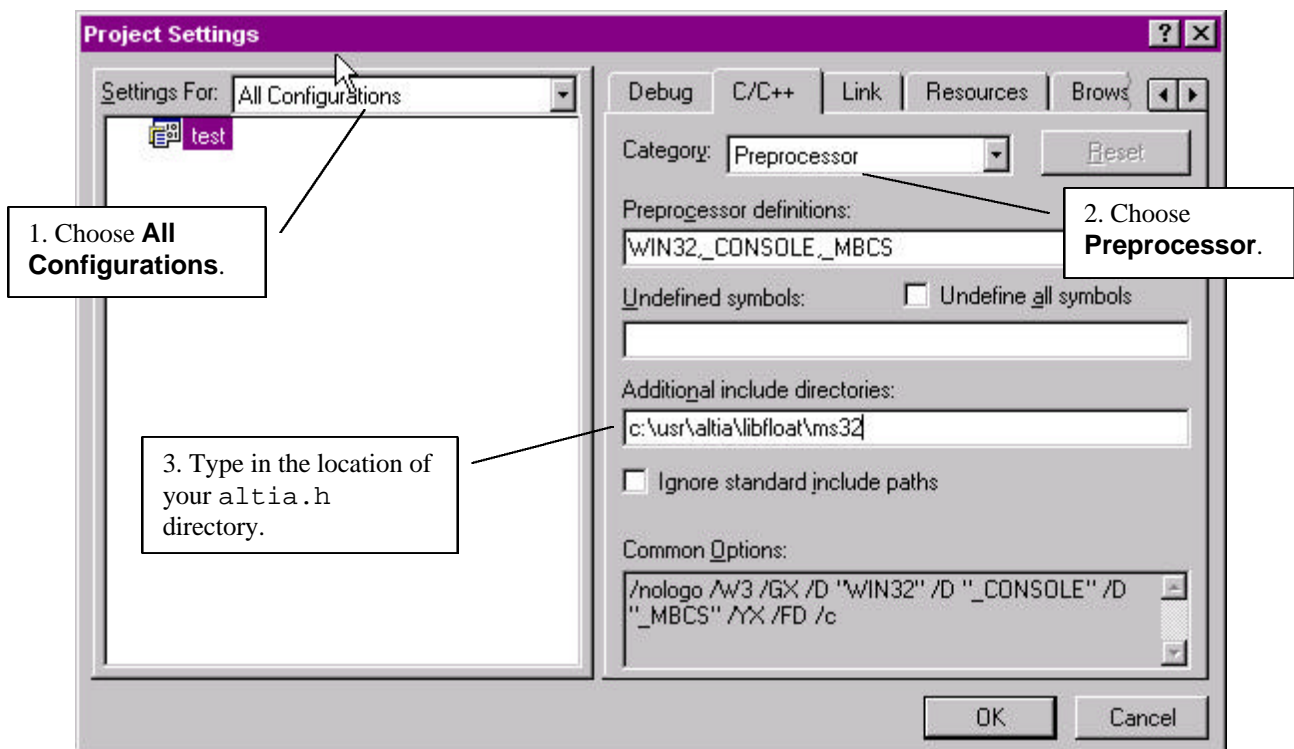 Project Settings
Settings For: All Configurations
test
1. Choose All
Configurations.
3. Type in the location of
your altia.h
directory.
Debug C/C++ Link Resources Brows
Category: Preprocessor Reset
2. Choose
Preprocessor.
Preprocessor definitions:
WIN32,_CONSOLE,_MBCS
Undefined symbols: Undefine all symbols
Additional include directories:
c:\usr\altia\libfloat\ms32
Ignore standard include paths
Common Options:
/nologo /W3 /GX /D "WIN32" /D "_CONSOLE" /D
"_MBCS" /YX /FD /c
OK Cancel